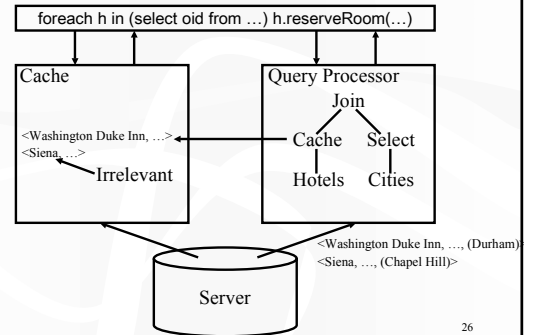 foreach h in (select oid from …) h.reserveRoom(…)
Cache
Query Processor
Join
<Washington Duke Inn, …>
<Siena, …>
Cache Select
Irrelevant
Hotels Cities
<Washington Duke Inn, …, (Durham)>
<Siena, …, (Chapel Hill)>
Server
26